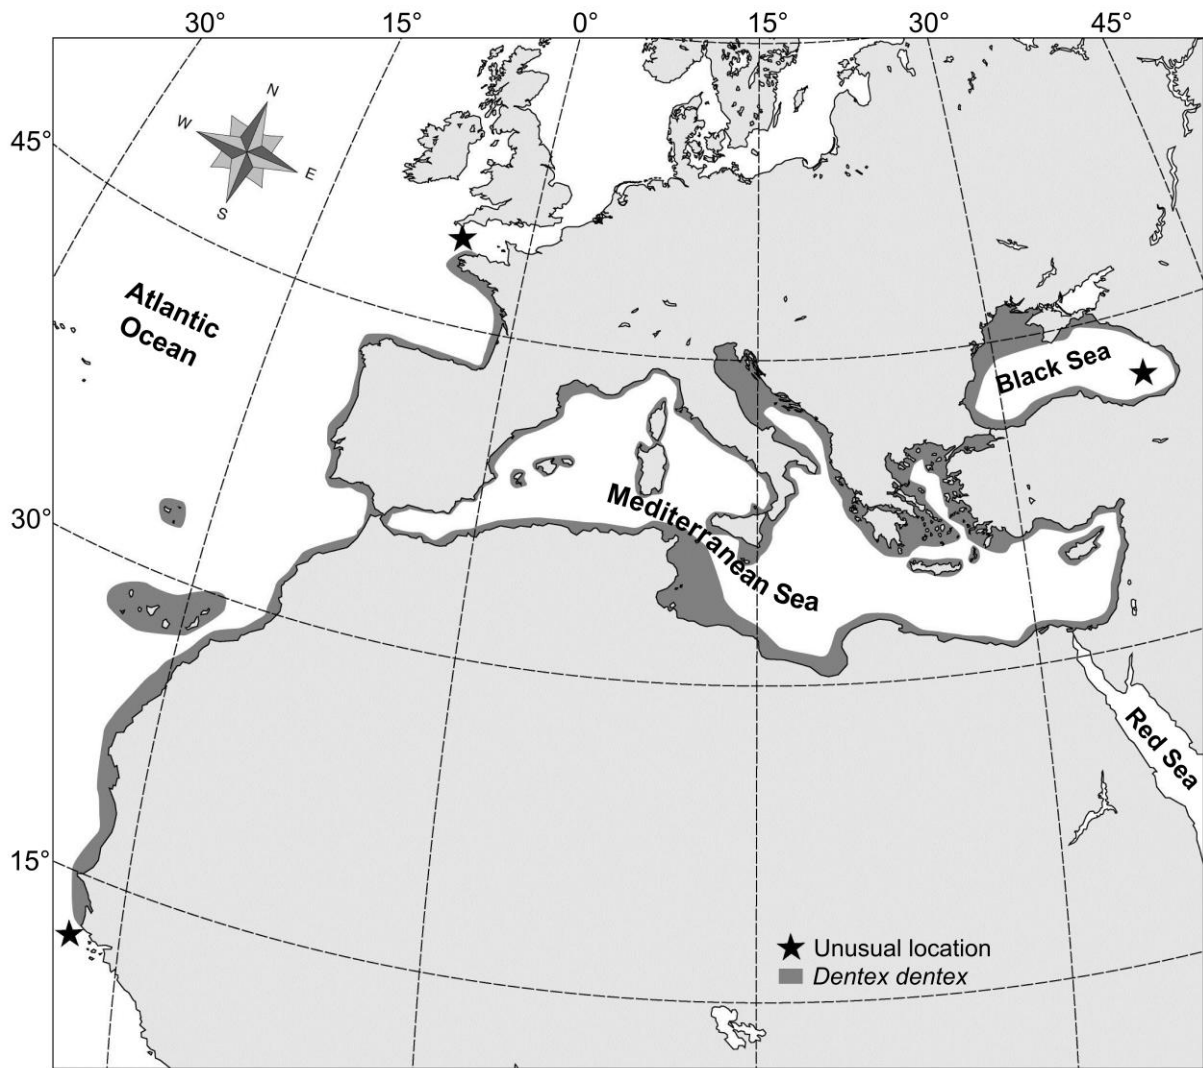 30° 15° 0° 15° 30° 45°
N
W
E
S
45°
Atlantic
Ocean
Black Sea
30°
Mediterranean Sea
Red Sea
15°
Unusual location
Dentex dentex